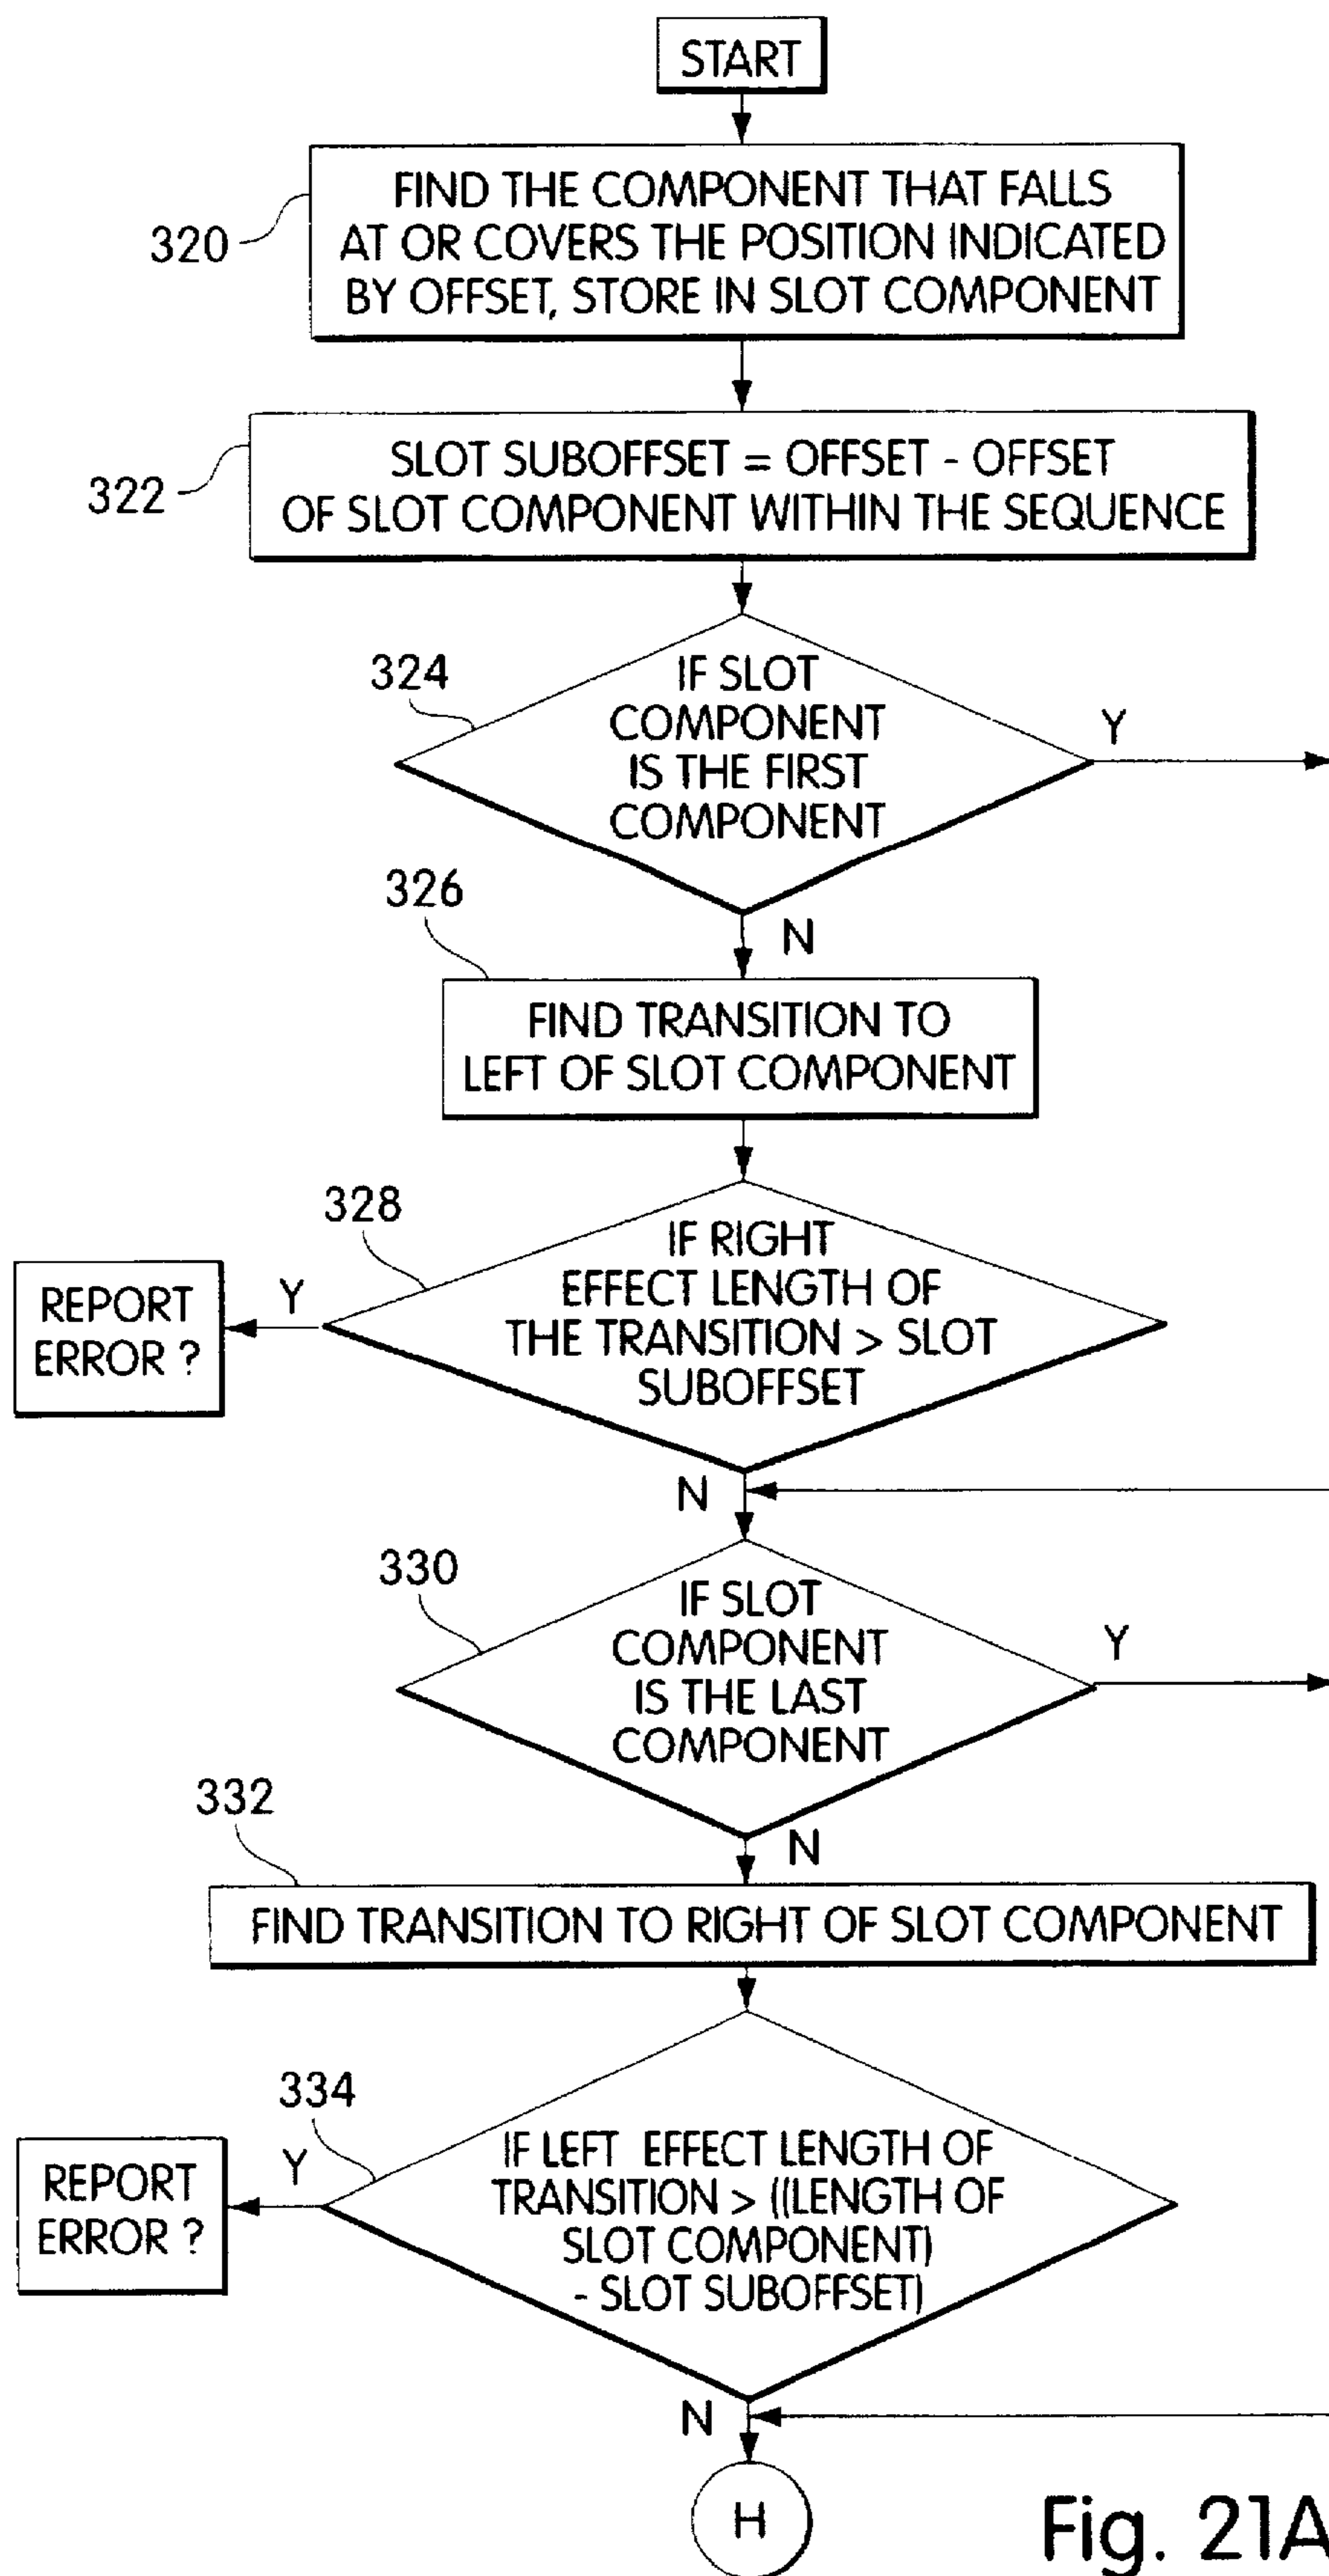 START
FIND THE COMPONENT THAT FALLS
AT OR COVERS THE POSITION INDICATED
BY OFFSET, STORE IN SLOT COMPONENT
320
SLOT SUBOFFSET = OFFSET - OFFSET
OF SLOT COMPONENT WITHIN THE SEQUENCE
322
324
IF SLOT
COMPONENT
IS THE FIRST
COMPONENT
Y
N
326
FIND TRANSITION TO
LEFT OF SLOT COMPONENT
328
IF RIGHT
EFFECT LENGTH OF
THE TRANSITION > SLOT
SUBOFFSET
Y
REPORT
ERROR ?
N
330
IF SLOT
COMPONENT
IS THE LAST
COMPONENT
Y
N
332
FIND TRANSITION TO RIGHT OF SLOT COMPONENT
334
IF LEFT EFFECT LENGTH OF
TRANSITION > ((LENGTH OF
SLOT COMPONENT)
- SLOT SUBOFFSET)
Y
REPORT
ERROR ?
N
H
Fig. 21A